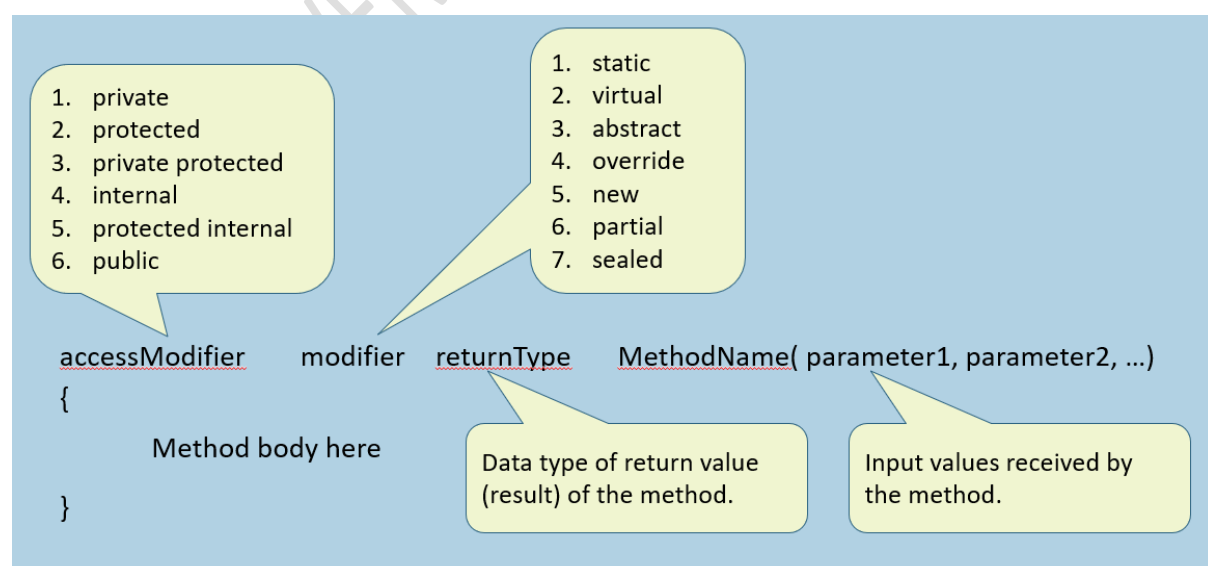 1. private
2. protected
3. private protected
4. internal
5. protected internal
6. public
1. static
2. virtual
3. abstract
4. override
5. new
6. partial
7. sealed
accessModifier modifier returnType MethodName( parameter1, parameter2, ...)
{
Method body here
}
Data type of return value
(result) of the method.
Input values received by
the method.